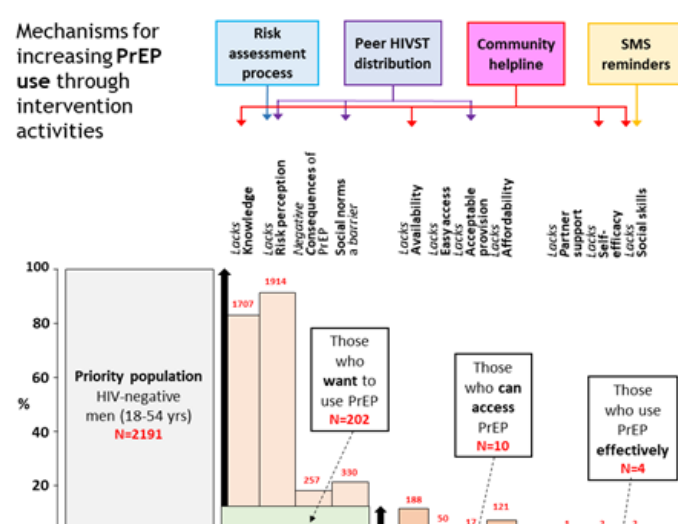 Mechanisms for
increasing PrEP
use through
intervention
activities
Risk
assessment
process
Peer HIVST
distribution
Community
helpline
SMS
reminders
Lacks
Knowledge
Lacks
Risk perception
Negative
Consequences of
PrEP
Social norms
a barrier
Lacks
Availability
Lacks
Easy access
Lacks
Acceptable
provision
Lacks
Affordability
Lacks
Partner
support
Lacks
Self-
efficacy
Lacks
Social skills
100
80
60
40
20
%
Priority population
HIV-negative
men (18-54 yrs)
N=2191
1707
1914
257
330
Those
who
want to
use PrEP
N=202
188
50
121
Those
who can
access
PrEP
N=10
Those
who use
PrEP
effectively
N=4